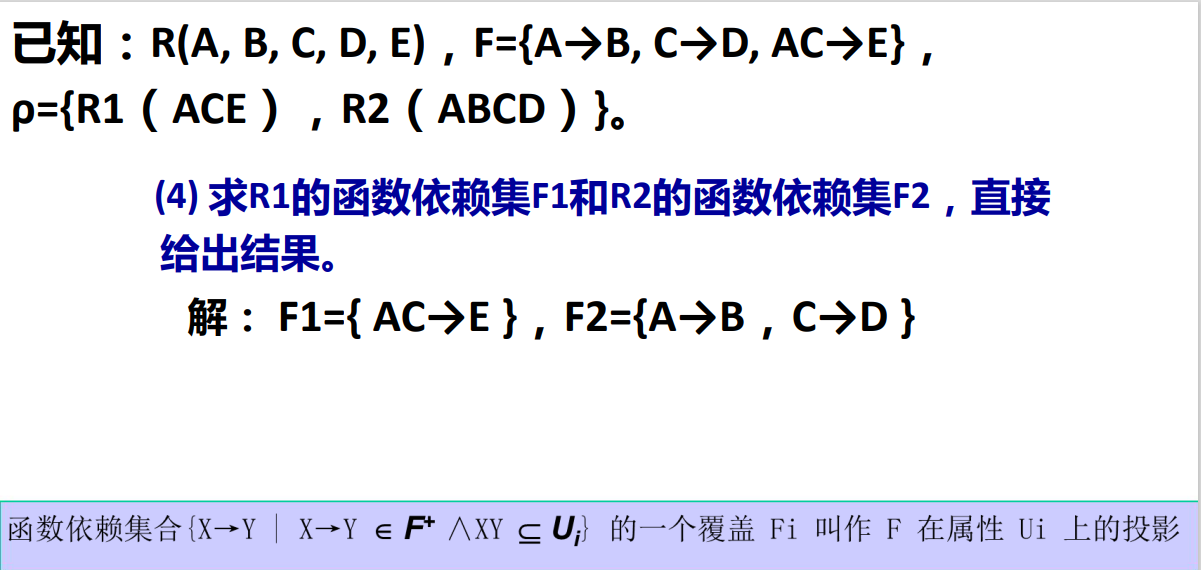 已知：R(A, B, C, D, E)，F={A→B, C→D, AC→E}，
ρ={R1（ACE），R2（ABCD）}。
(4) 求R1的函数依赖集F1和R2的函数依赖集F2，直接
给出结果。
解： F1={ AC→E }，F2={A→B，C→D }
函数依赖集合{X→Y | X→Y ∈ F⁺ ∧XY ⊆ Uᵢ} 的一个覆盖 Fi 叫作 F 在属性 Ui 上的投影